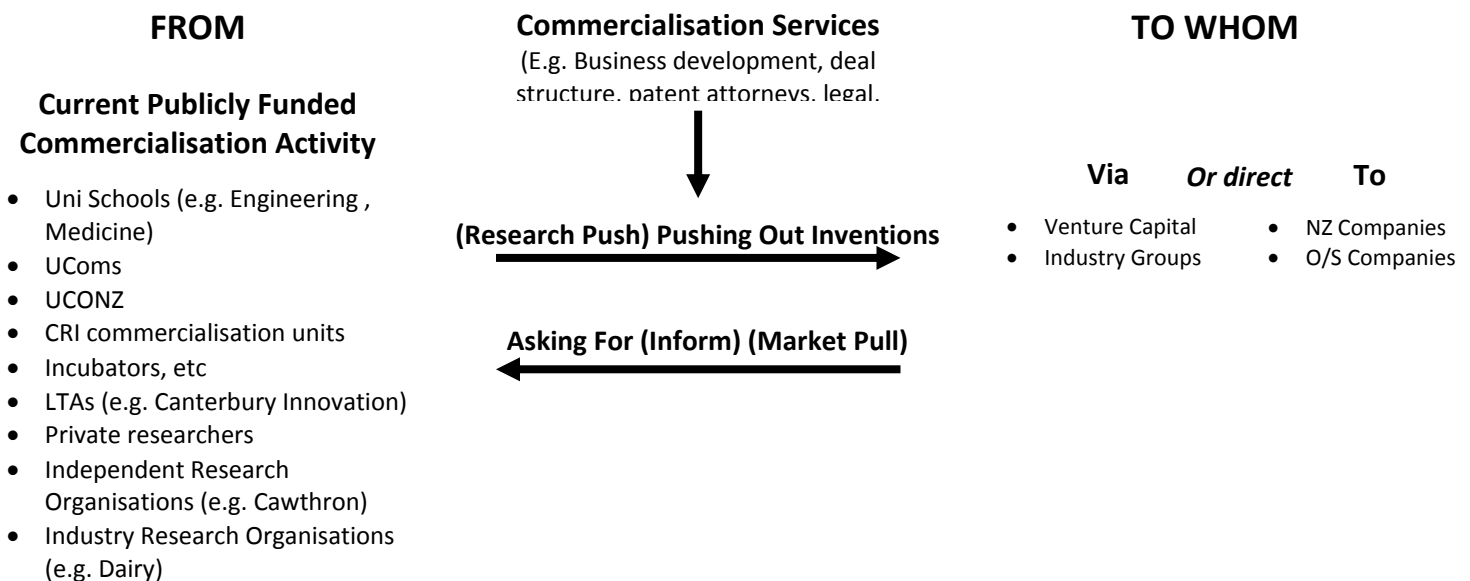 FROM
Current Publicly Funded
Commercialisation Activity
• Uni Schools (e.g. Engineering ,
Medicine)
• UComs
• UCONZ
• CRI commercialisation units
• Incubators, etc
• LTAs (e.g. Canterbury Innovation)
• Private researchers
• Independent Research
Organisations (e.g. Cawthron)
• Industry Research Organisations
(e.g. Dairy)
Commercialisation Services
(E.g. Business development, deal
structure, patent attorneys, legal,
(Research Push) Pushing Out Inventions
Asking For (Inform) (Market Pull)
TO WHOM
Via Or direct To
• Venture Capital
• Industry Groups
• NZ Companies
• O/S Companies